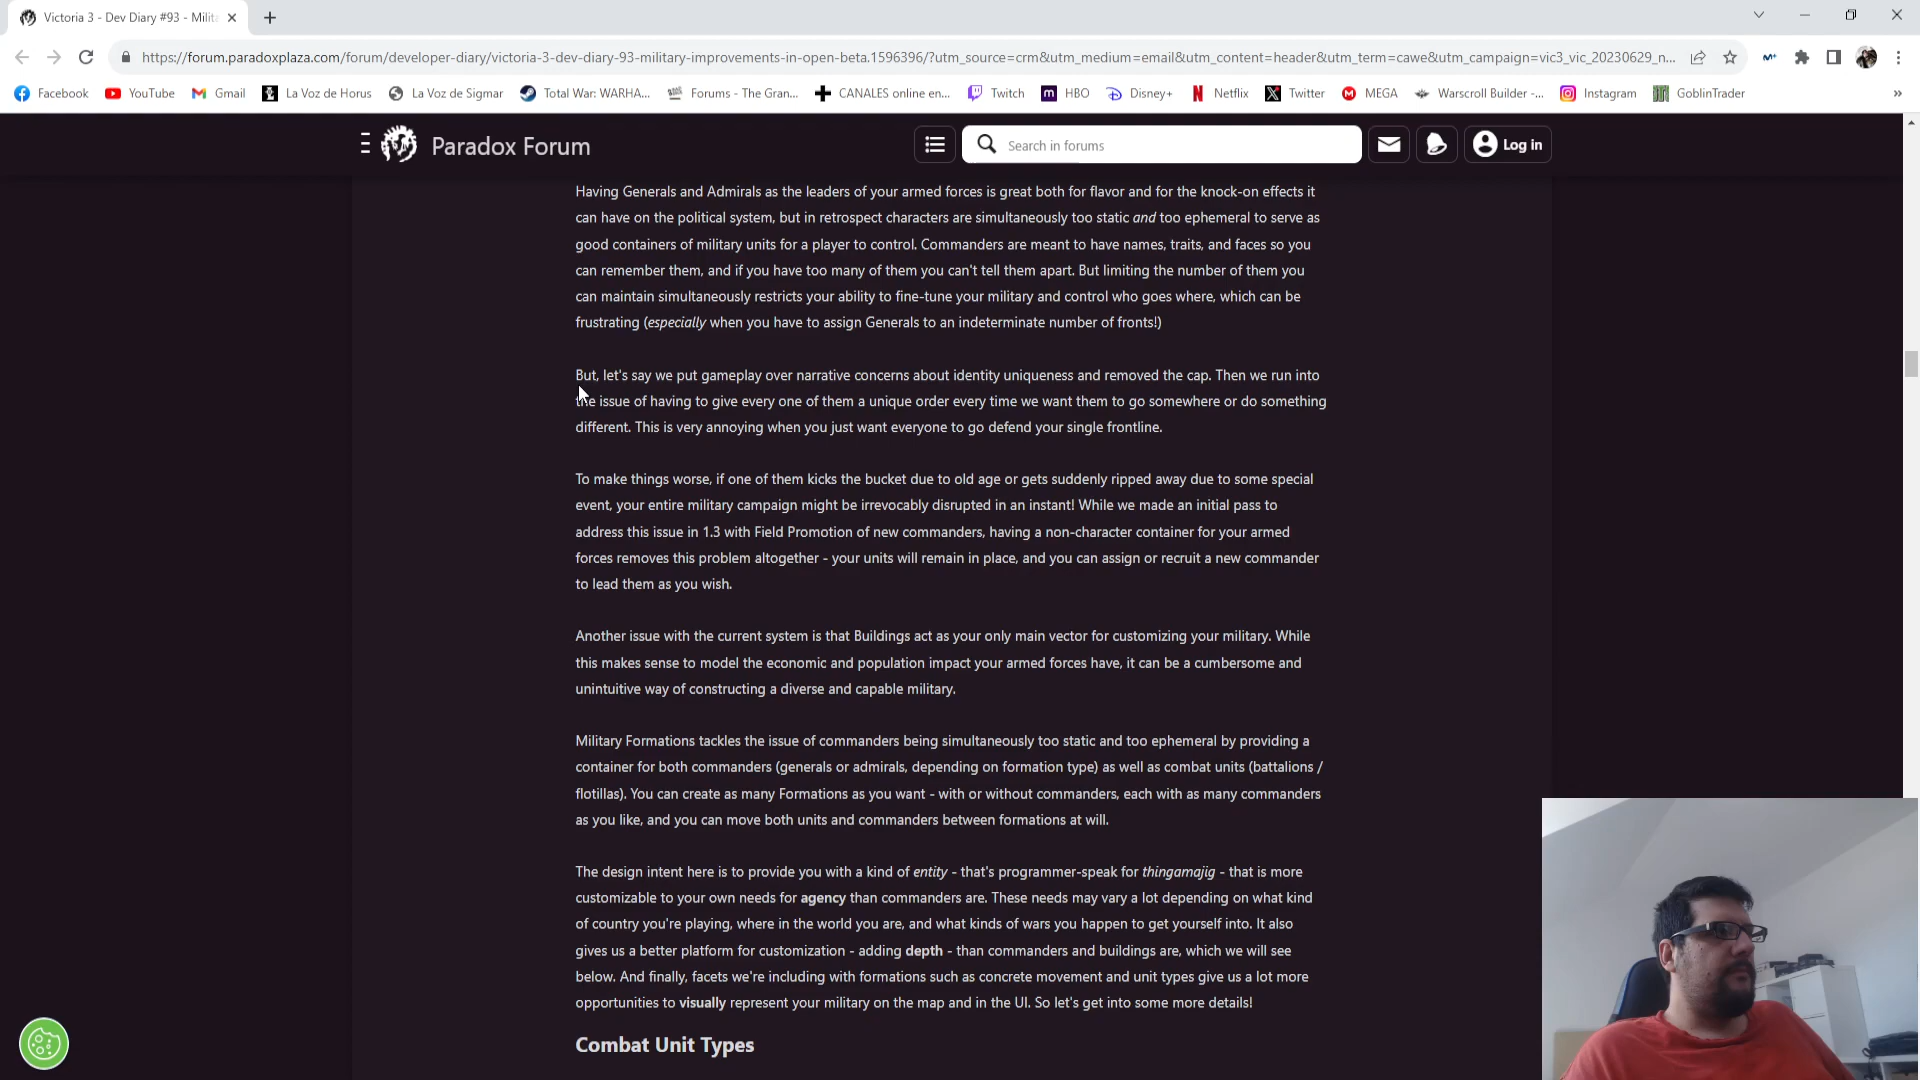 Victoria 3 - Dev Diary #93 - Milit
https://forum.paradoxplaza.com/forum/developer-diary/victoria-3-dev-diary-93-military-improvements-in-open-beta.1596396/?utm_source=crm&utm_medium=email&utm_content=header&utm_term=cawe&utm_campaign=vic3_vic_20230629_n...
Facebook YouTube Gmail La Voz de Horus La Voz de Sigmar Total War: WARHA... Forums - The Gran... CANALES online en... Twitch HBO Disney+ Netflix Twitter MEGA Warscroll Builder -... Instagram GoblinTrader »
Paradox Forum Search in forums Log in
Having Generals and Admirals as the leaders of your armed forces is great both for flavor and for the knock-on effects it
can have on the political system, but in retrospect characters are simultaneously too static and too ephemeral to serve as
good containers of military units for a player to control. Commanders are meant to have names, traits, and faces so you
can remember them, and if you have too many of them you can't tell them apart. But limiting the number of them you
can maintain simultaneously restricts your ability to fine-tune your military and control who goes where, which can be
frustrating (especially when you have to assign Generals to an indeterminate number of fronts!)
But, let's say we put gameplay over narrative concerns about identity uniqueness and removed the cap. Then we run into
the issue of having to give every one of them a unique order every time we want them to go somewhere or do something
different. This is very annoying when you just want everyone to go defend your single frontline.
To make things worse, if one of them kicks the bucket due to old age or gets suddenly ripped away due to some special
event, your entire military campaign might be irrevocably disrupted in an instant! While we made an initial pass to
address this issue in 1.3 with Field Promotion of new commanders, having a non-character container for your armed
forces removes this problem altogether - your units will remain in place, and you can assign or recruit a new commander
to lead them as you wish.
Another issue with the current system is that Buildings act as your only main vector for customizing your military. While
this makes sense to model the economic and population impact your armed forces have, it can be a cumbersome and
unintuitive way of constructing a diverse and capable military.
Military Formations tackles the issue of commanders being simultaneously too static and too ephemeral by providing a
container for both commanders (generals or admirals, depending on formation type) as well as combat units (battalions /
flotillas). You can create as many Formations as you want - with or without commanders, each with as many commanders
as you like, and you can move both units and commanders between formations at will.
The design intent here is to provide you with a kind of entity - that's programmer-speak for thingamajig - that is more
customizable to your own needs for agency than commanders are. These needs may vary a lot depending on what kind
of country you're playing, where in the world you are, and what kinds of wars you happen to get yourself into. It also
gives us a better platform for customization - adding depth - than commanders and buildings are, which we will see
below. And finally, facets we're including with formations such as concrete movement and unit types give us a lot more
opportunities to visually represent your military on the map and in the UI. So let's get into some more details!
Combat Unit Types